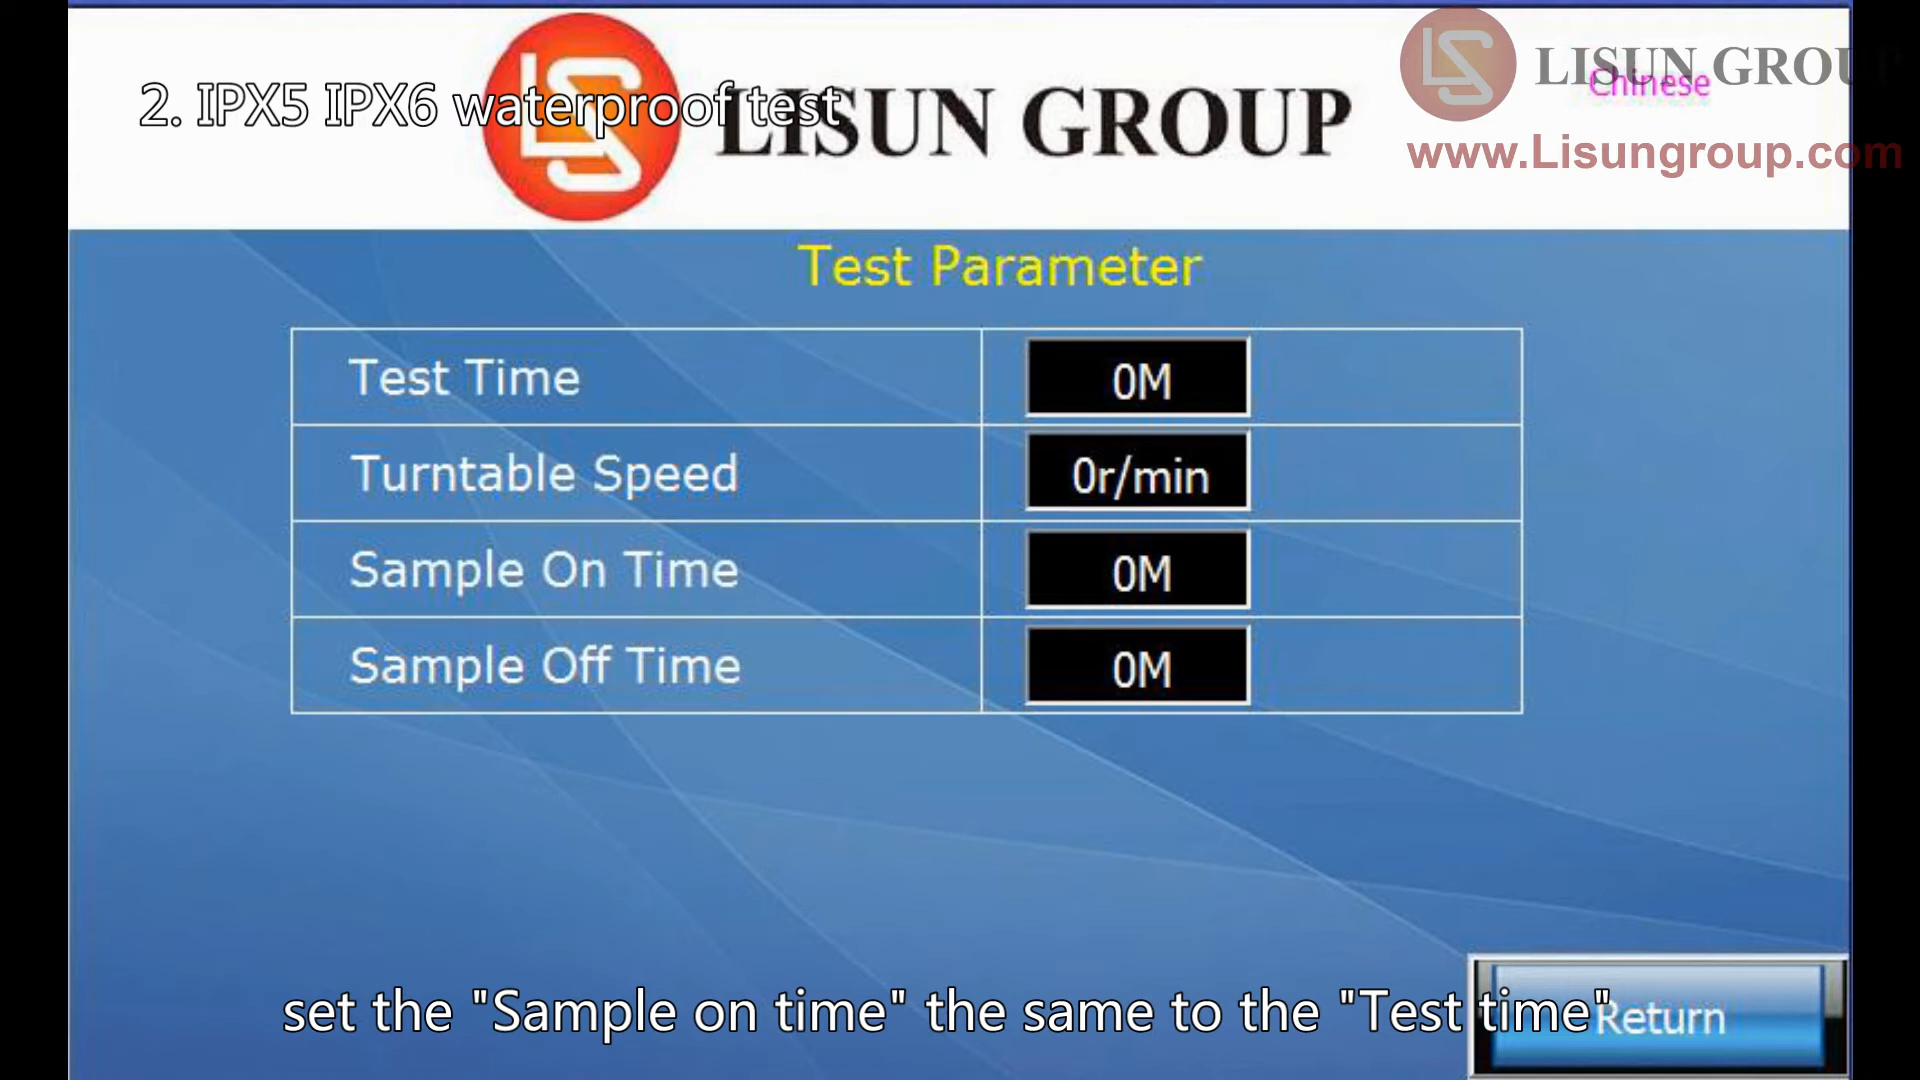 2. IPX5 IPX6 waterproof test
LISUN GROUP
LISUN GROUP
Chinese
www.Lisungroup.com
Test Parameter
Test Time 0M
Turntable Speed 0r/min
Sample On Time 0M
Sample Off Time 0M
set the "Sample on time" the same to the "Test time"
Return